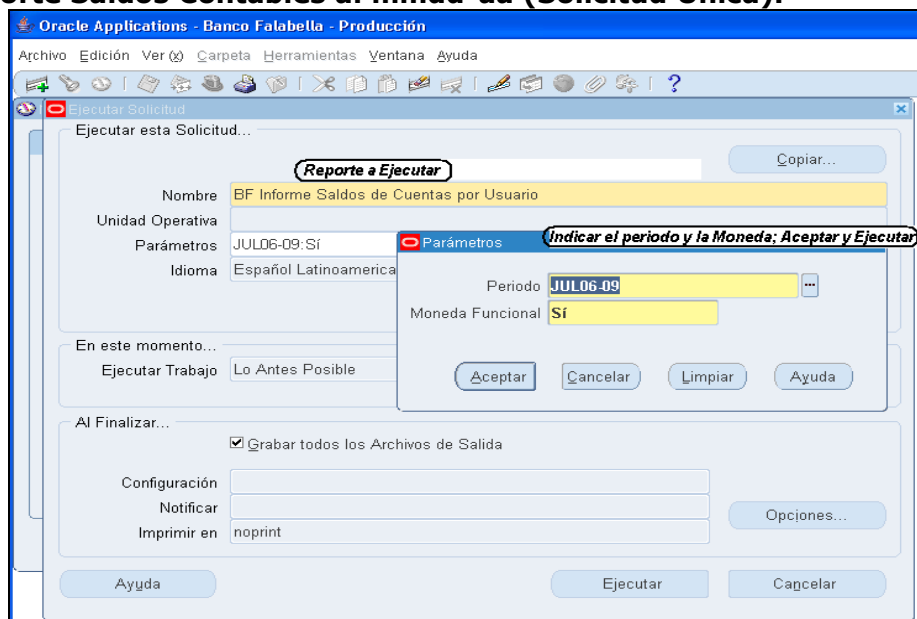 Saldos Contables al mmdd-aa (Solicitud Única).
Oracle Applications - Banco Falabella - Producción
Archivo Edición Ver(x) Carpeta Herramientas Ventana Ayuda
Ejecutar Solicitud
Ejecutar esta Solicitud...
Copiar...
Reporte a Ejecutar
Nombre BF Informe Saldos de Cuentas por Usuario
Unidad Operativa
Parámetros JUL06-09:Sí
Idioma Español Latinoamerica
Parámetros
Indicar el periodo y la Moneda; Aceptar y Ejecutar
Periodo JUL06-09 ...
Moneda Funcional Sí
Aceptar Cancelar Limpiar Ayuda
En este momento...
Ejecutar Trabajo Lo Antes Posible
Al Finalizar...
Grabar todos los Archivos de Salida
Configuración
Notificar
Imprimir en noprint
Opciones...
Ayuda Ejecutar Cancelar